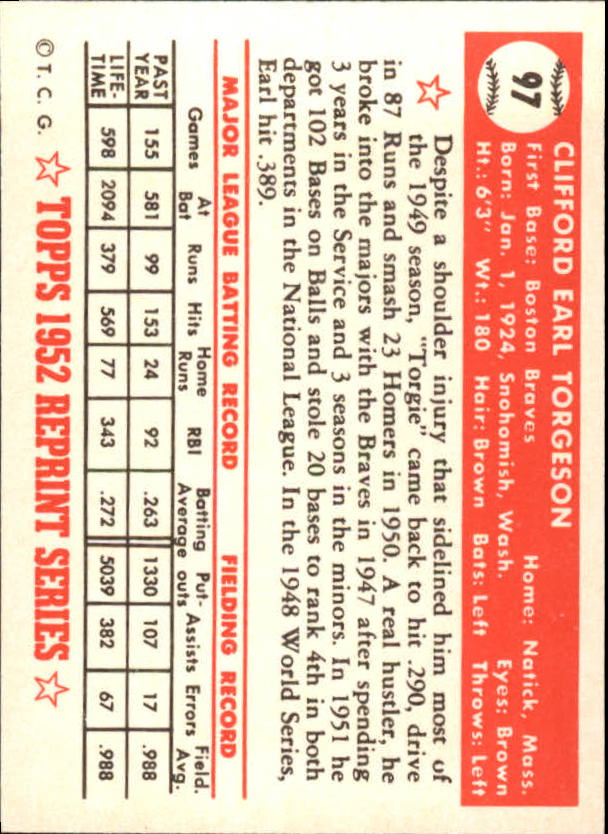 97
CLIFFORD EARL TORGESON
First Base: Boston Braves Home: Natick, Mass.
Born: Jan. 1, 1924, Snohomish, Wash. Eyes: Brown
Ht.: 6'3" Wt.: 180 Hair: Brown Bats: Left Throws: Left
Despite a shoulder injury that sidelined him most of
the 1949 season, "Torgie" came back to hit .290, drive
in 87 Runs and smash 23 Homers in 1950. A real hustler, he
broke into the majors with the Braves in 1947 after spending
3 years in the Service and 3 seasons in the minors. In 1951 he
got 102 Bases on Balls and stole 20 bases to rank 4th in both
departments in the National League. In the 1948 World Series,
Earl hit .389.
MAJOR LEAGUE BATTING RECORD FIELDING RECORD
Games At Bat Runs Hits Home Runs RBI Batting Average Put-outs Assists Errors Field. Avg.
PAST YEAR 155 581 99 153 24 92 .263 1330 107 17 .988
LIFE-TIME 598 2094 379 569 77 343 .272 5039 382 67 .988
© T. C. G. TOPPS 1952 REPRINT SERIES